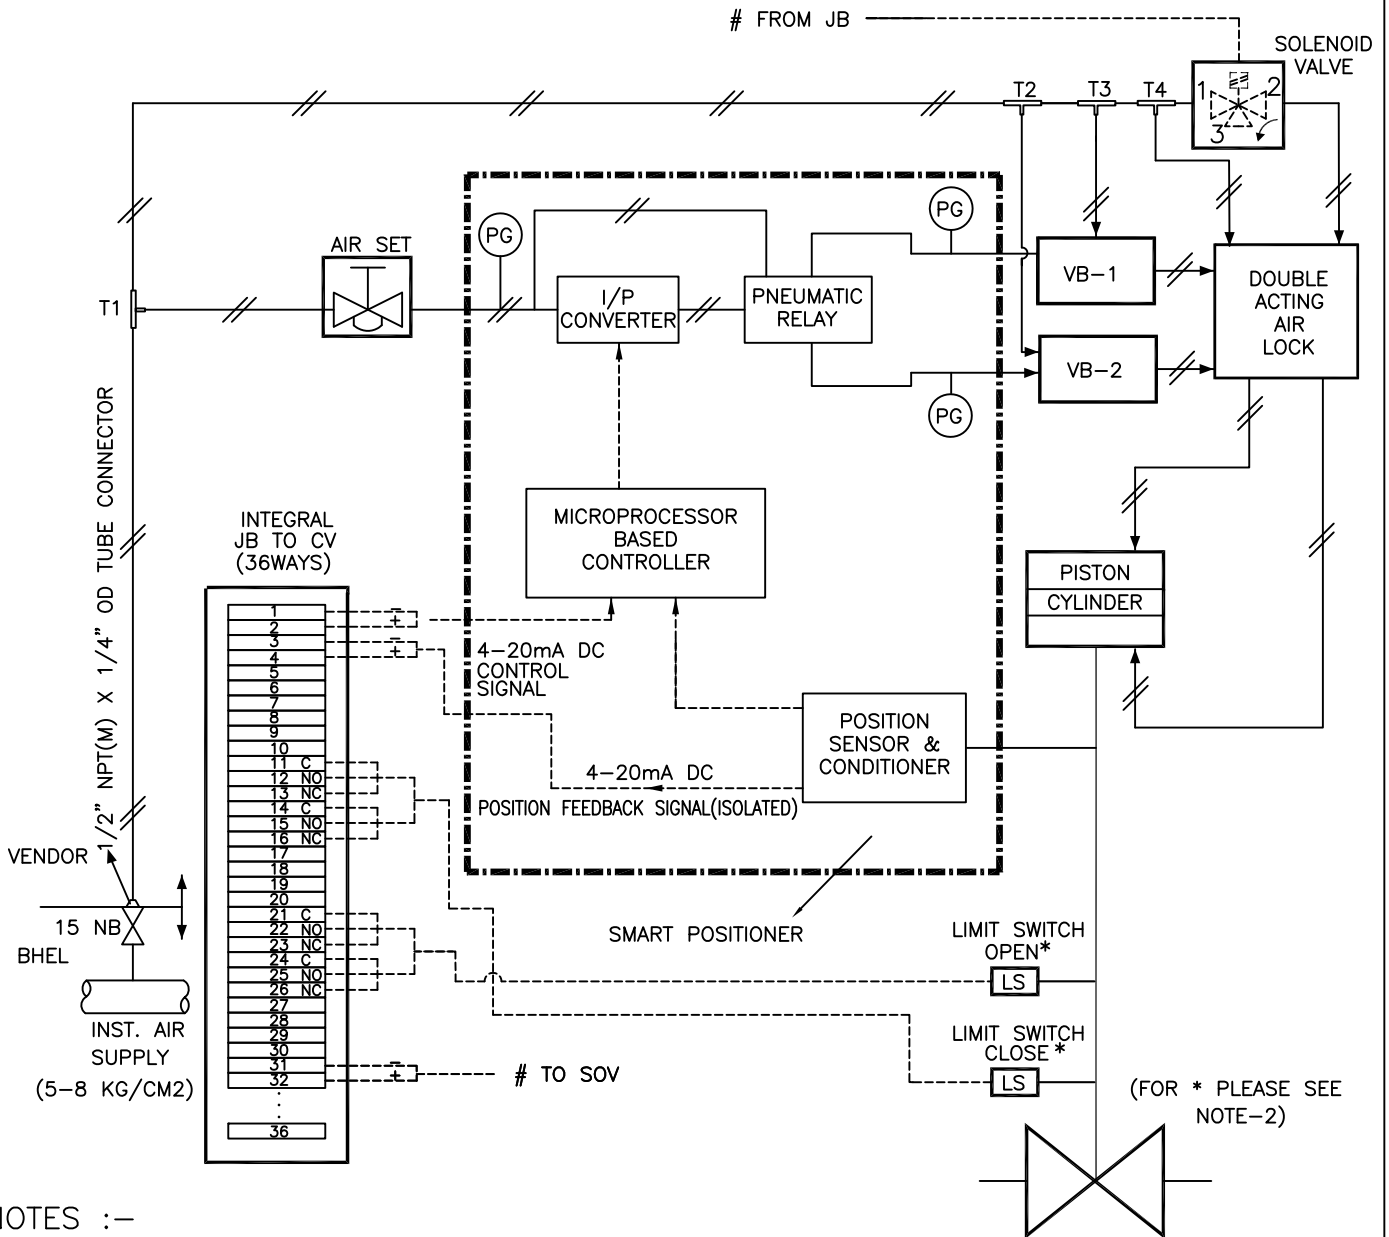 # FROM JB
SOLENOID
VALVE
T2
T3
T4
1
2
3
PG
PG
AIR SET
T1
I/P
CONVERTER
PNEUMATIC
RELAY
VB-1
VB-2
DOUBLE
ACTING
AIR
LOCK
PG
1/2" NPT(M) X 1/4" OD TUBE CONNECTOR
INTEGRAL
JB TO CV
(36WAYS)
MICROPROCESSOR
BASED
CONTROLLER
PISTON
CYLINDER
1 -
2 +
3 -
4 +
5
6
7
8
9
10
11 C
12 NO
13 NC
14 C
15 NO
16 NC
17
18
19
20
21 C
22 NO
23 NC
24 C
25 NO
26 NC
27
28
29
30
31 -
32 +
36
4-20mA DC
CONTROL
SIGNAL
POSITION
SENSOR &
CONDITIONER
4-20mA DC
POSITION FEEDBACK SIGNAL(ISOLATED)
SMART POSITIONER
VENDOR
15 NB
BHEL
INST. AIR
SUPPLY
(5-8 KG/CM2)
LIMIT SWITCH
OPEN*
LS
LIMIT SWITCH
CLOSE*
LS
# TO SOV
(FOR * PLEASE SEE
NOTE-2)
NOTES :-